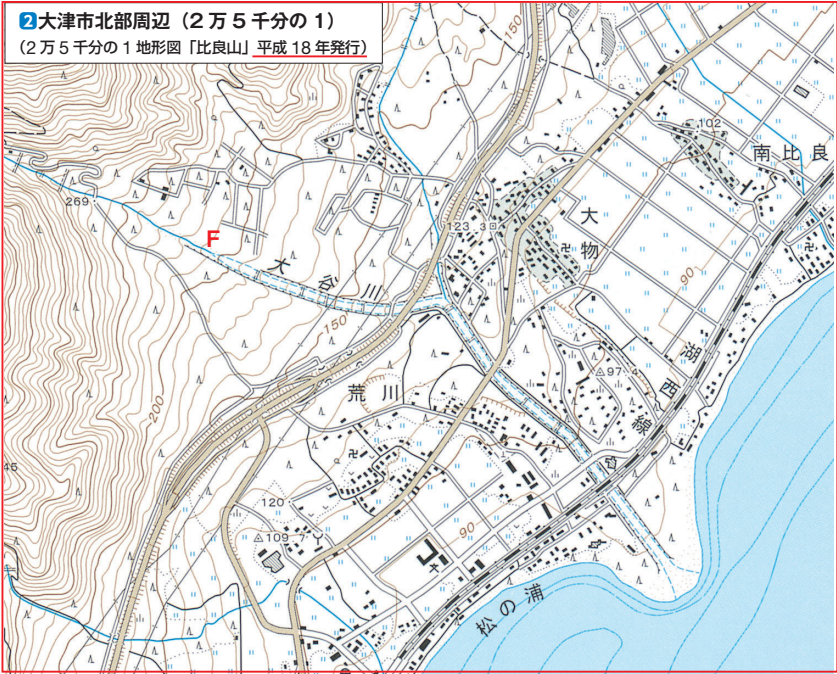 2大津市北部周辺（2万5千分の1）
（2万5千分の1地形図「比良山」平成18年発行）
150
102
南比良
269
123.3
大物
F
大谷川
90
150
湖西線
97.4
荒川
200
120
90
109.7
松の浦